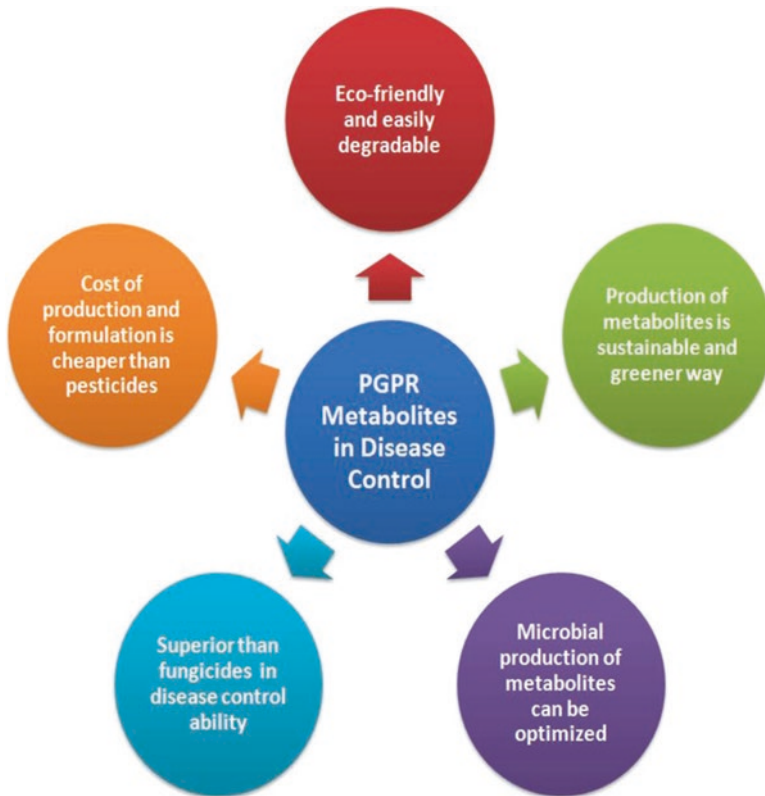 Eco-friendly
and easily
degradable
Cost of
production and
formulation is
cheaper than
pesticides
Production of
metabolites is
sustainable and
greener way
PGPR
Metabolites
in Disease
Control
Superior than
fungicides in
disease control
ability
Microbial
production of
metabolites
can be
optimized